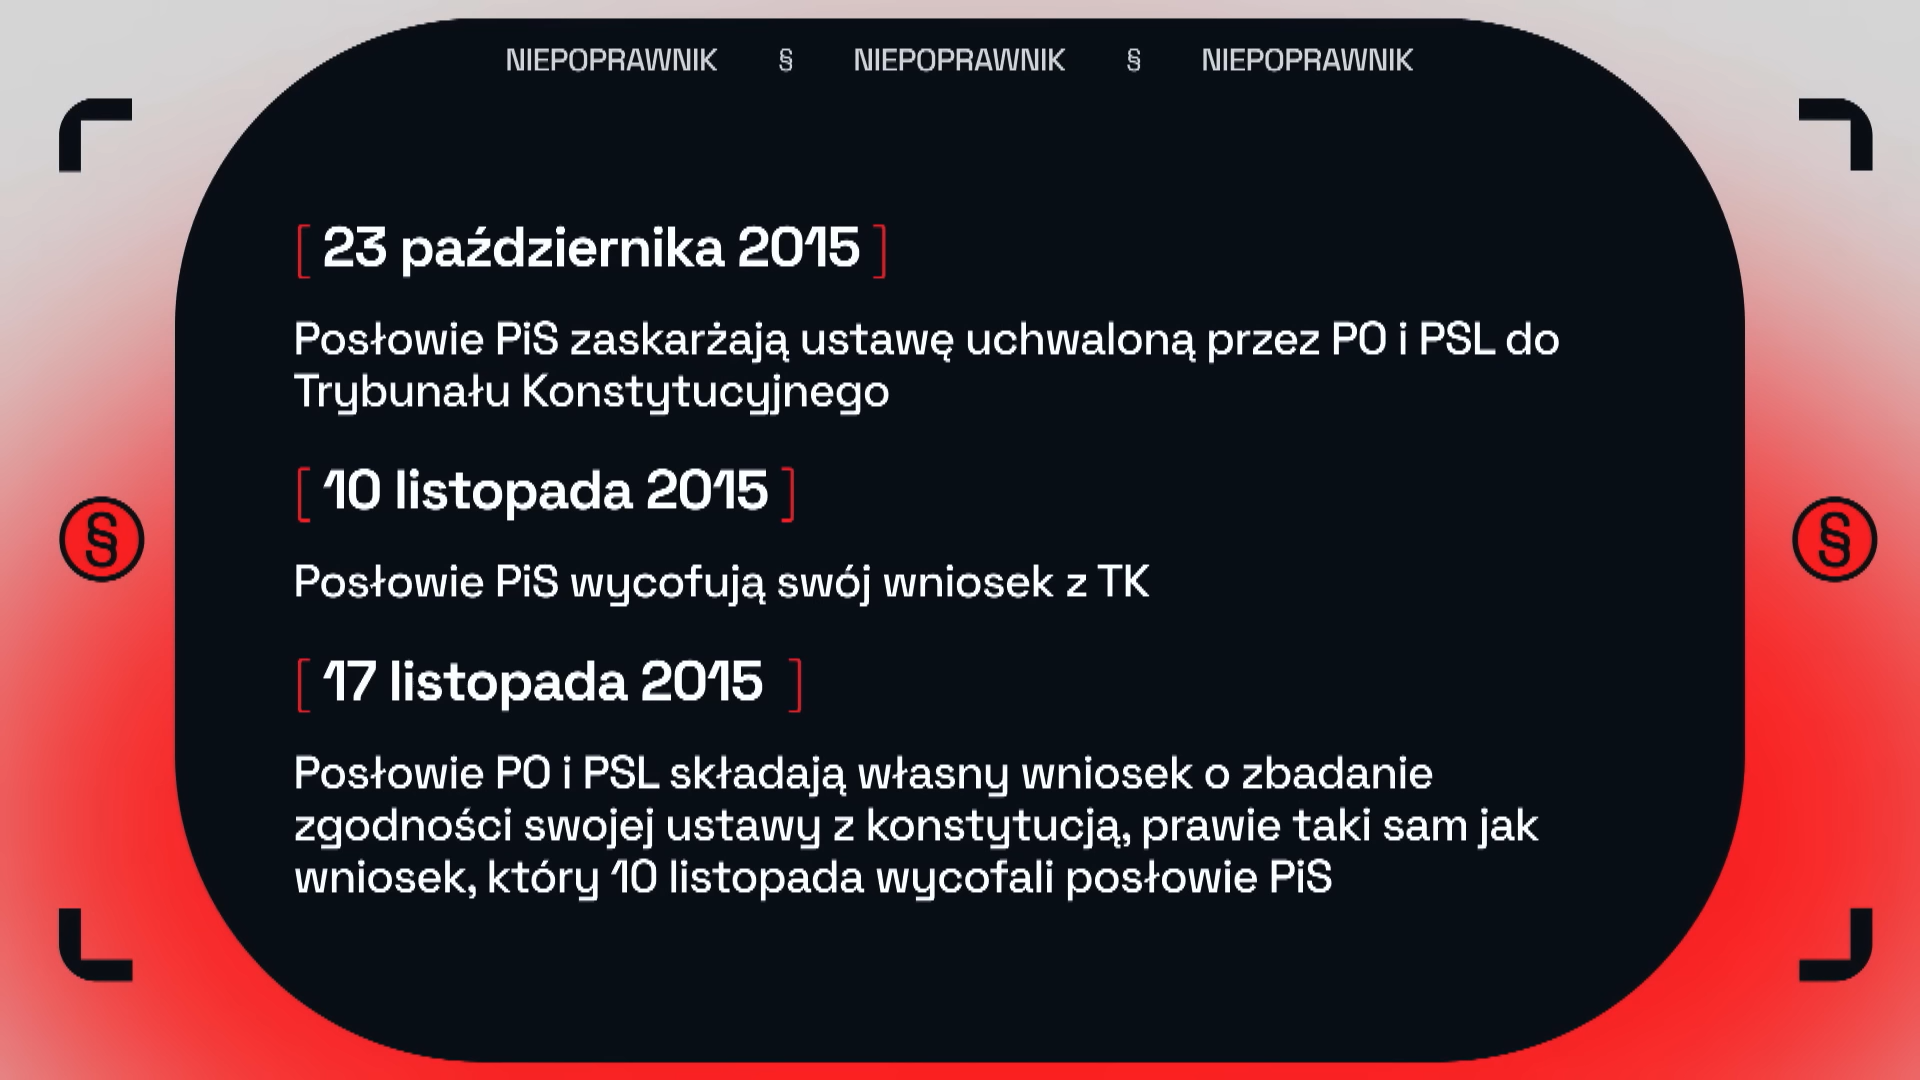 NIEPOPRAWNIK § NIEPOPRAWNIK § NIEPOPRAWNIK
[ 23 października 2015 ]
Posłowie PiS zaskarżają ustawę uchwaloną przez PO i PSL do
Trybunału Konstytucyjnego
[ 10 listopada 2015 ]
§ §
Posłowie PiS wycofują swój wniosek z TK
[ 17 listopada 2015 ]
Posłowie PO i PSL składają własny wniosek o zbadanie
zgodności swojej ustawy z konstytucją, prawie taki sam jak
wniosek, który 10 listopada wycofali posłowie PiS